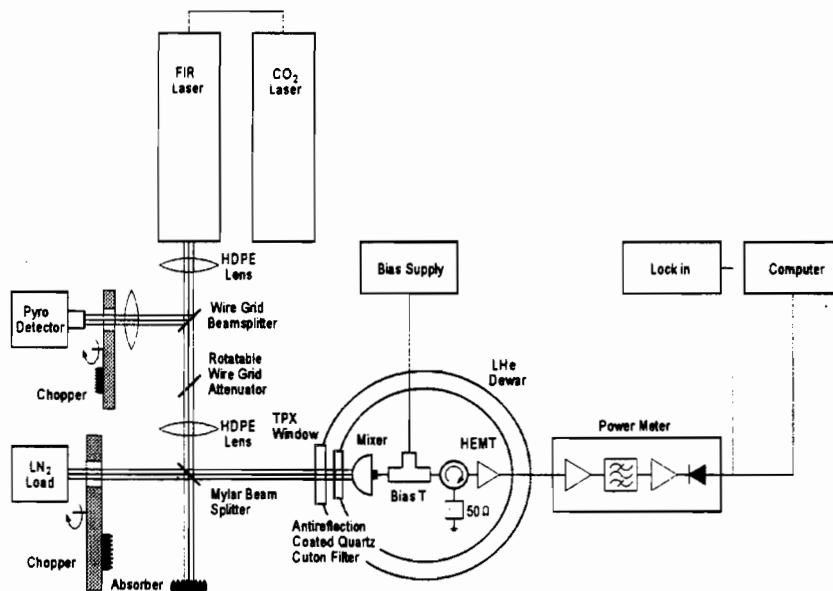 FIR
Laser
CO2
Laser
HDPE
Lens
Pyro
Detector
Wire Grid
Beamsplitter
Chopper
Rotatable
Wire Grid
Attenuator
HDPE
Lens
LN2
Load
Chopper
Mylar Beam
Splitter
Absorber
TPX
Window
Antireflection
Coated Quartz
Cuton Filter
Mixer
Bias Supply
Bias T
LHe
Dewar
HEMT
50 Ω
Lock in
Computer
Power Meter